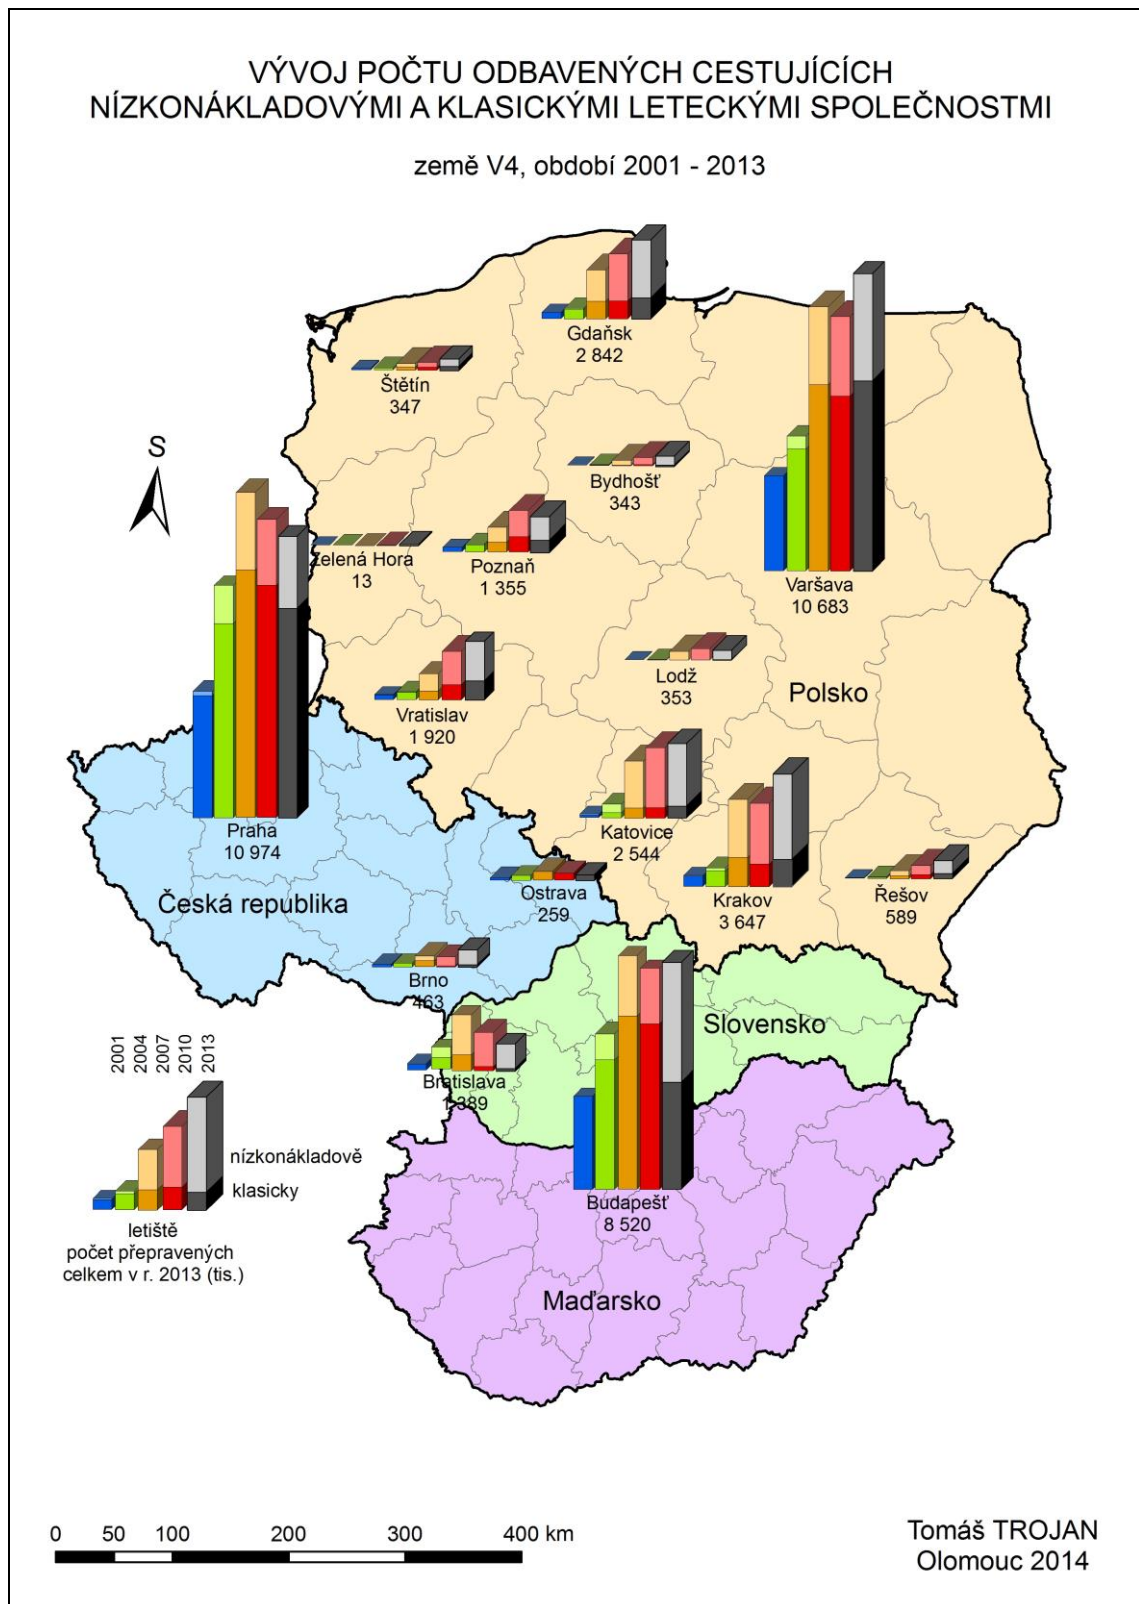 VÝVOJ POČTU ODBAVENÝCH CESTUJÍCÍCH
NÍZKONÁKLADOVÝMI A KLASICKÝMI LETECKÝMI SPOLEČNOSTMI
země V4, období 2001 - 2013
Gdaňsk
2 842
Štětín
347
S
Bydhošť
343
Zelená Hora
13
Poznaň
1 355
Varšava
10 683
Lodž
353
Polsko
Vratislav
1 920
Praha
10 974
Katovice
2 544
Krakov
3 647
Řešov
589
Ostrava
259
Česká republika
Brno
463
Slovensko
Bratislava
1 389
2001
2004
2007
2010
2013
nízkonákladově
klasicky
letiště
počet přepravených
celkem v r. 2013 (tis.)
Budapešť
8 520
Maďarsko
0 50 100 200 300 400 km
Tomáš TROJAN
Olomouc 2014